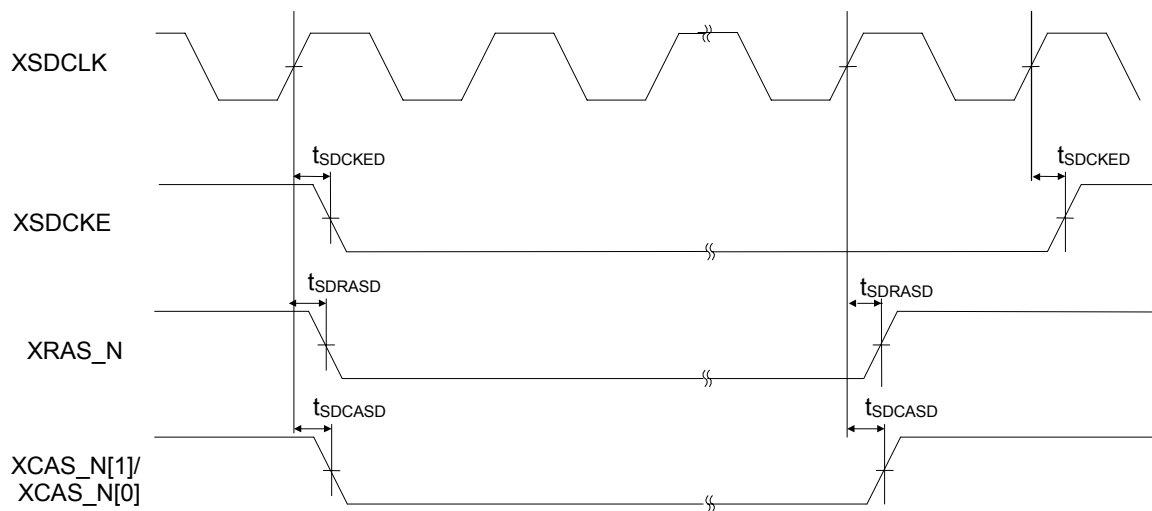 XSDCLK
tSDCKED tSDCKED
XSDCKE
tSDRASD tSDRASD
XRAS_N
tSDCASD tSDCASD
XCAS_N[1]/
XCAS_N[0]